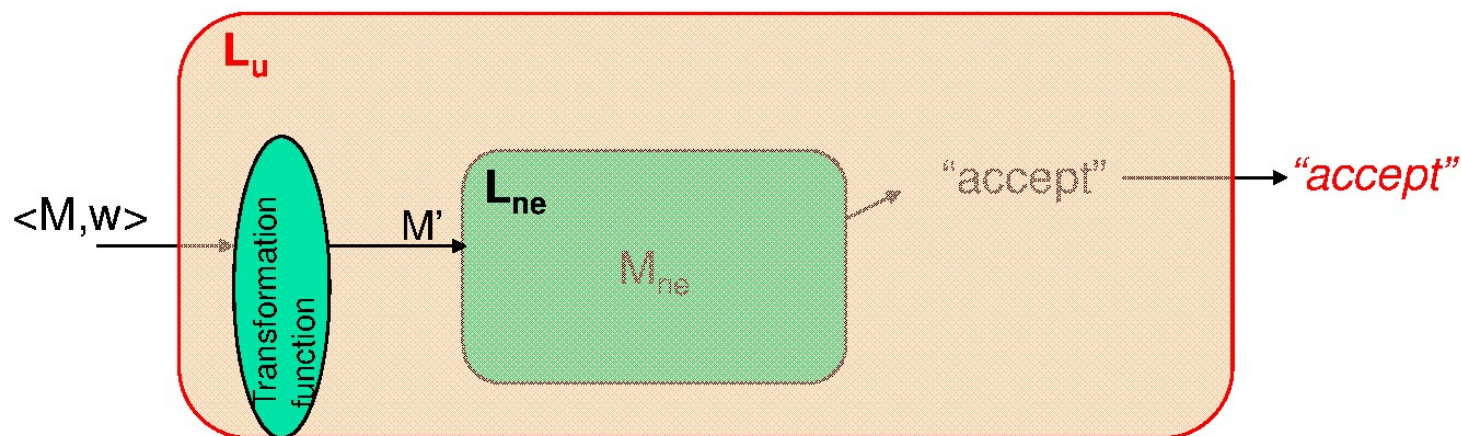 Lu
<M,w>
Transformation
function
M'
Lne
Mne
“accept”
“accept”